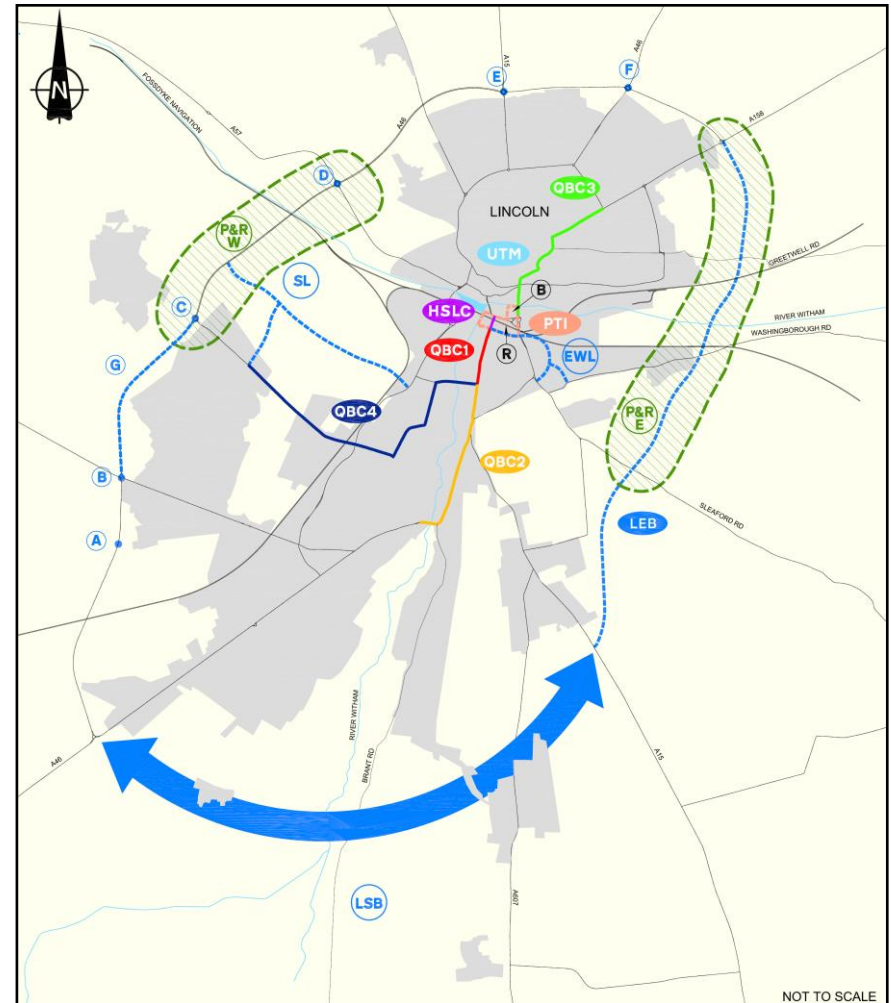 N
FOSSDYKE NAVIGATION
A57
A46
A15
A46
E
F
A158
D
QBC3
LINCOLN
P&R
W
UTM
GREETWELL RD
SL
B
C
HSLC
PTI
RIVER WITHAM
WASHINGBOROUGH RD
QBC1
R
EWL
G
QBC4
P&R
E
QBC2
B
SLEAFORD RD
LEB
A
RIVER WITHAM
BRANT RD
A46
A15
A607
LSB
NOT TO SCALE